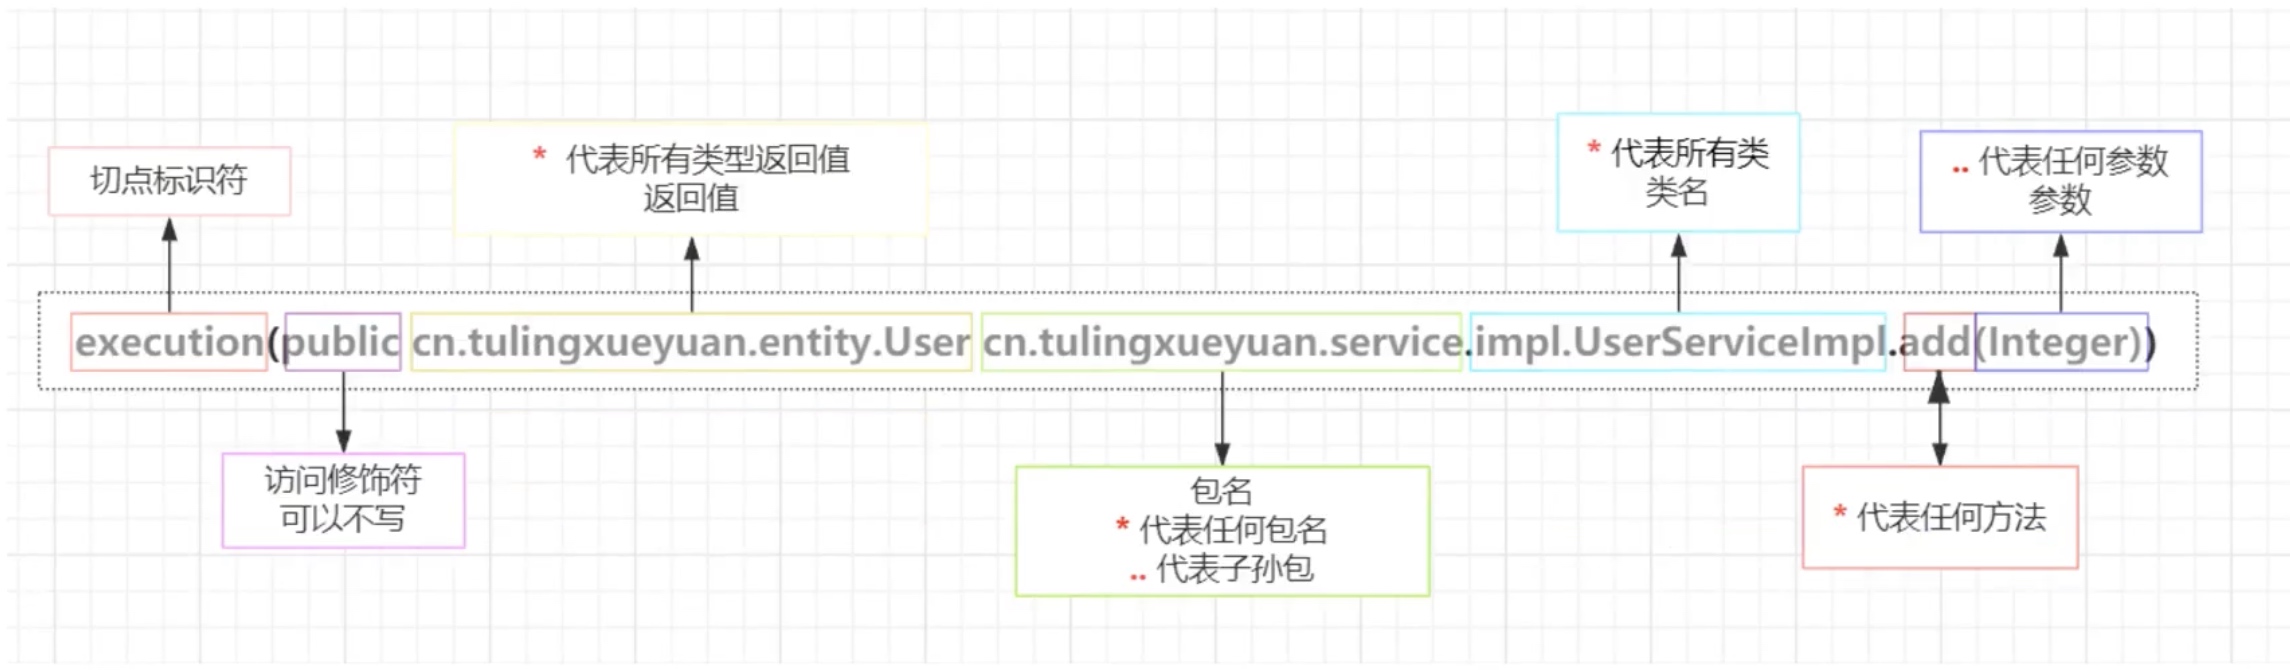 切点标识符
* 代表所有类型返回值
返回值
* 代表所有类
类名
.. 代表任何参数
参数
execution(public cn.tulingxueyuan.entity.User cn.tulingxueyuan.service.impl.UserServiceImpl.add(Integer))
访问修饰符
可以不写
包名
* 代表任何包名
.. 代表子孙包
* 代表任何方法